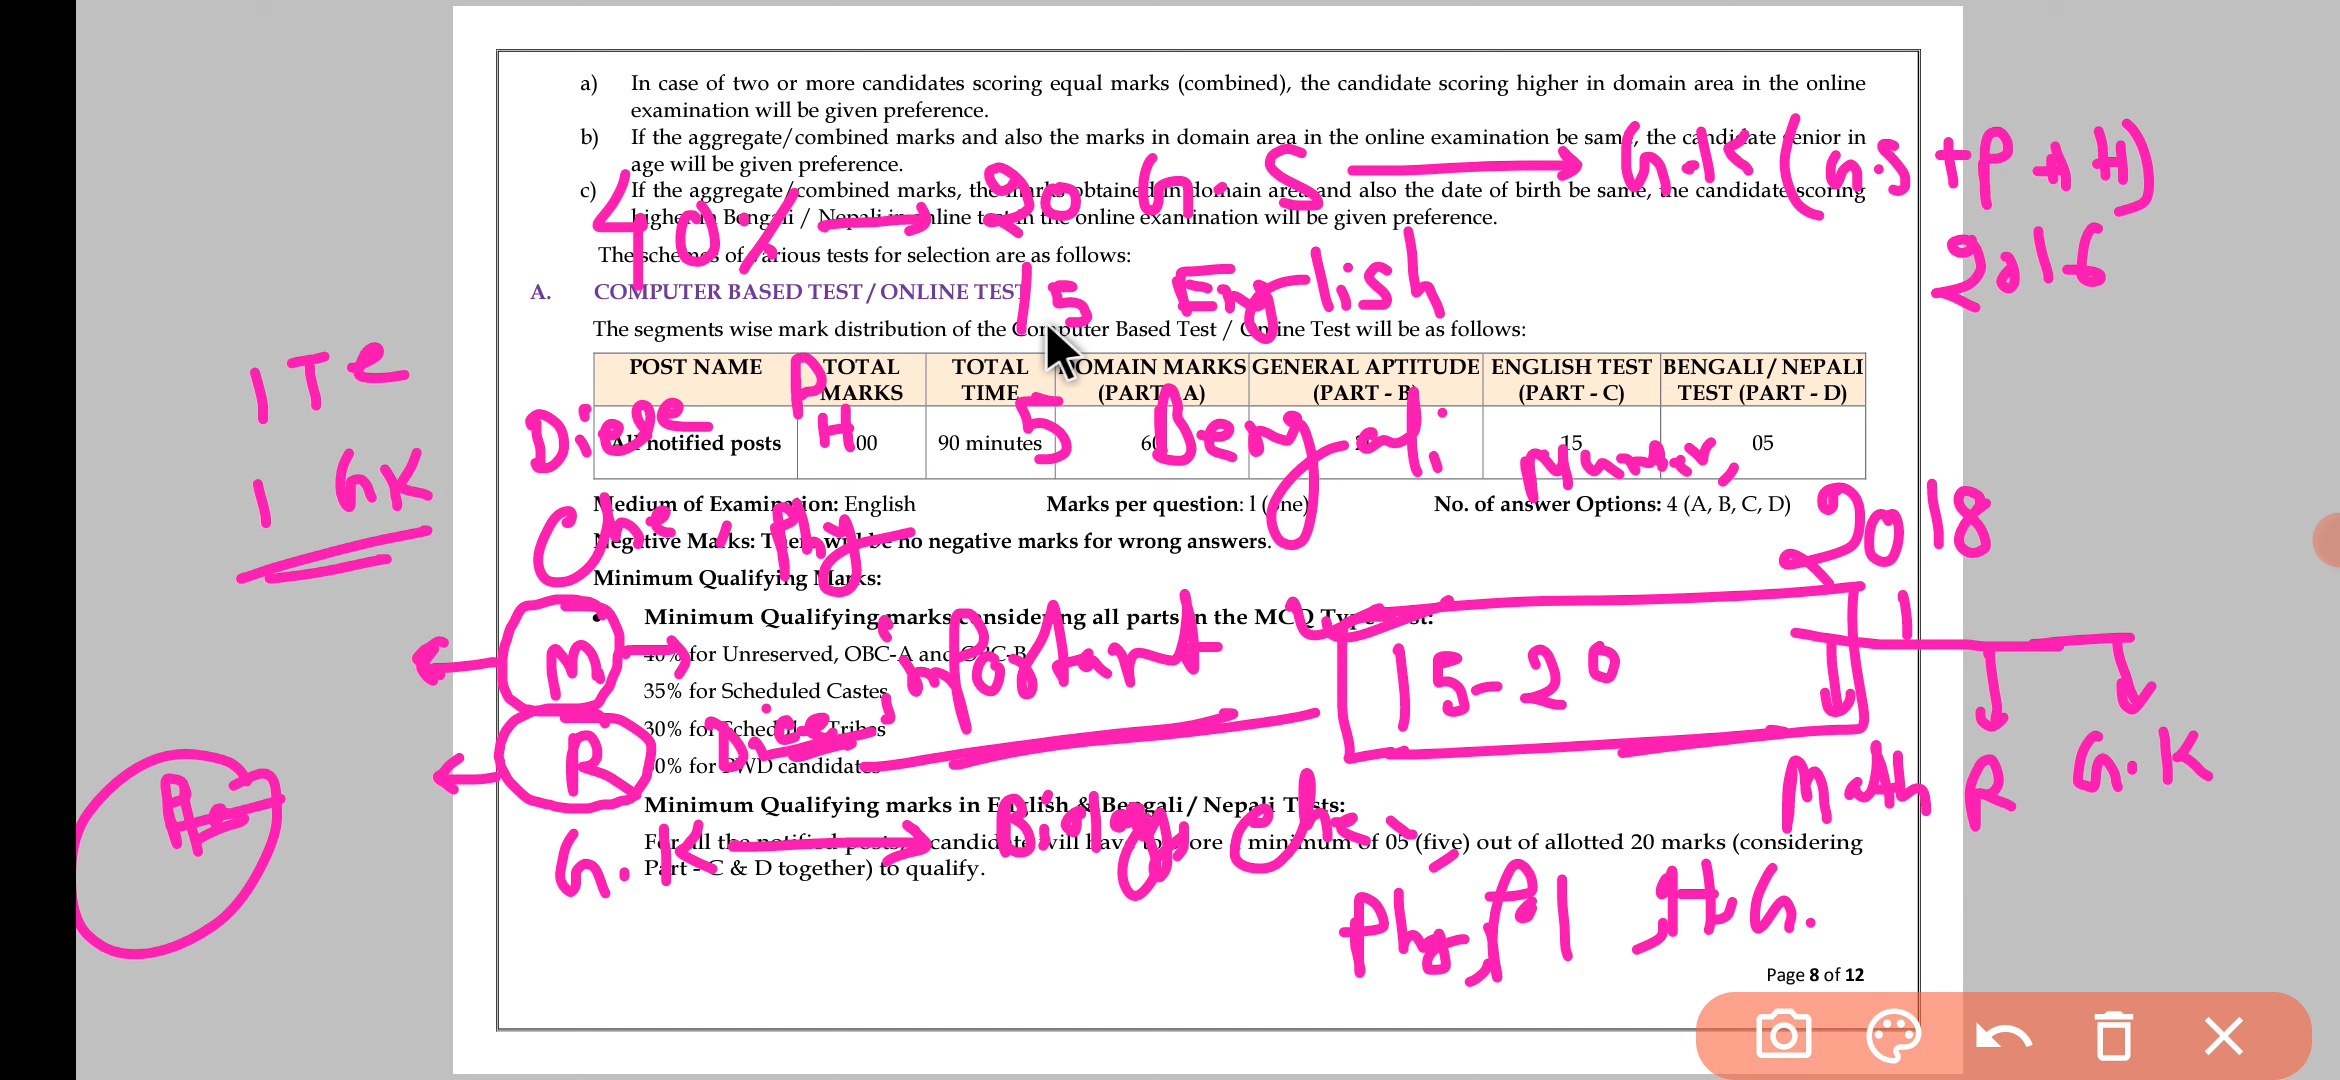 a) In case of two or more candidates scoring equal marks (combined), the candidate scoring higher in domain area in the online
examination will be given preference.
b) If the aggregate/combined marks and also the marks in domain area in the online examination be same, the candidate senior in
age will be given preference.
c) If the aggregate/combined marks, the marks obtained in domain area and also the date of birth be same, the candidate scoring
higher in Bengali / Nepali in online test in the online examination will be given preference.
40% → 20 G.S → G.K (G.S + P + H)
2016
The schemes of various tests for selection are as follows:
15 English
A. COMPUTER BASED TEST / ONLINE TEST
The segments wise mark distribution of the Computer Based Test / Online Test will be as follows:
POST NAME TOTAL MARKS TOTAL TIME DOMAIN MARKS (PART - A) GENERAL APTITUDE (PART - B) ENGLISH TEST (PART - C) BENGALI / NEPALI TEST (PART - D)
P
H
5 Bengali
All notified posts 00 90 minutes 60 15 05
Number,
1
1 GK
Medium of Examination: English Marks per question: 1 (one) No. of answer Options: 4 (A, B, C, D)
2018
Che, Phy
Negative Marks: There will be no negative marks for wrong answers.
Minimum Qualifying Marks:
• Minimum Qualifying marks considering all parts in the MCQ Type Test:
40% for Unreserved, OBC-A and OBC-B
M important 15-20
35% for Scheduled Castes
30% for Scheduled Tribes
0% for PWD candidates
R
Math R G.K
Minimum Qualifying marks in English & Bengali / Nepali Tests:
For all the notified posts, candidate will have to score a minimum of 05 (five) out of allotted 20 marks (considering
Part - C & D together) to qualify.
G.K → Biology, Che,
Phy, Pol, H, G.
Page 8 of 12